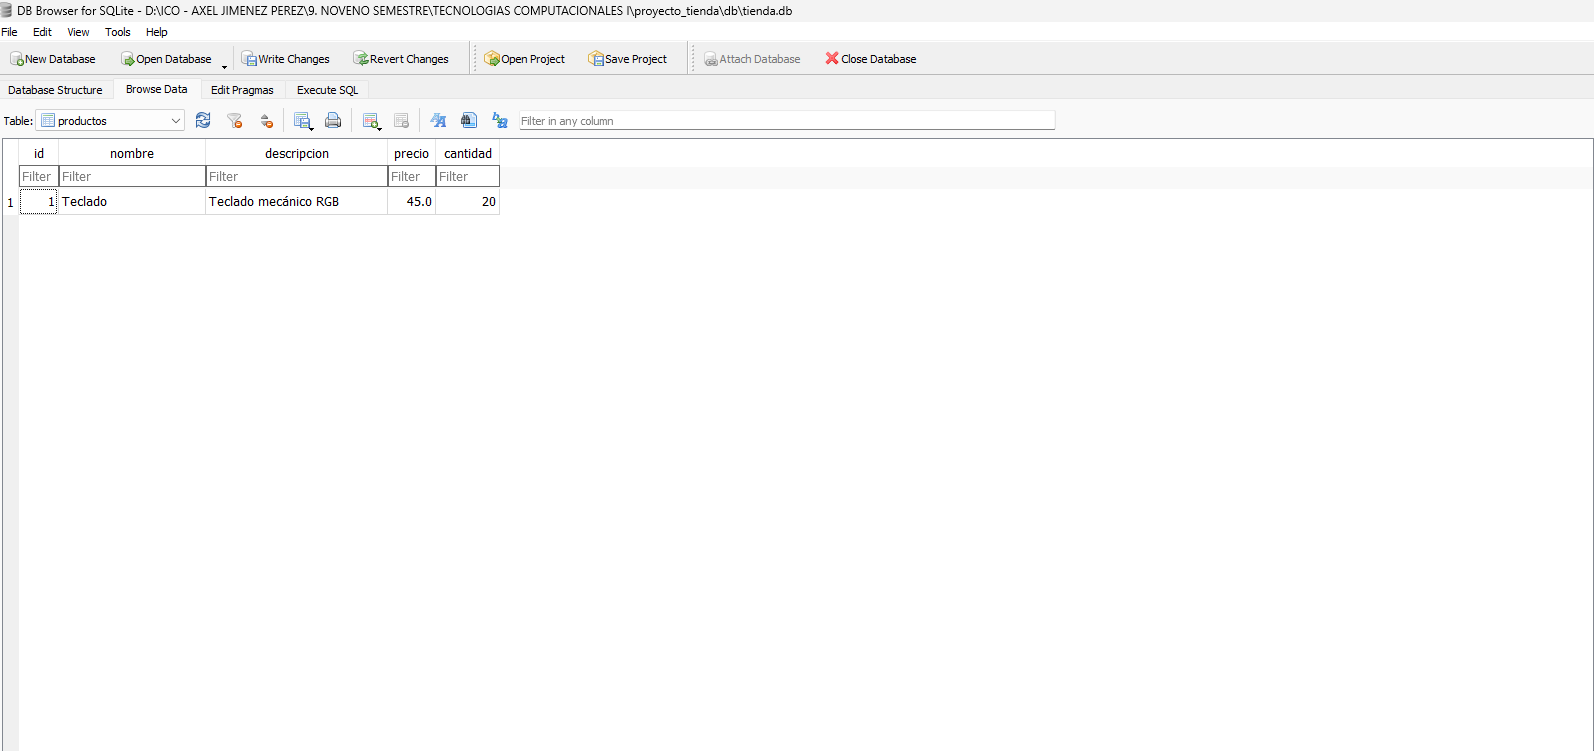 DB Browser for SQLite - D:\ICO - AXEL JIMENEZ PEREZ\9. NOVENO SEMESTRE\TECNOLOGIAS COMPUTACIONALES I\proyecto_tienda\db\tienda.db
File Edit View Tools Help
New Database Open Database Write Changes Revert Changes Open Project Save Project Attach Database Close Database
Database Structure Browse Data Edit Pragmas Execute SQL
Table: productos Filter in any column
id nombre descripcion precio cantidad
Filter Filter Filter Filter Filter
1 1 Teclado Teclado mecánico RGB 45.0 20